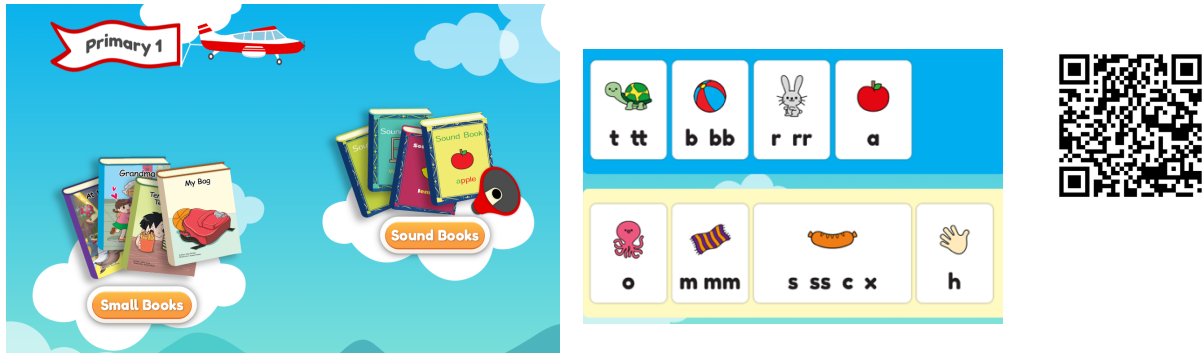 Primary 1
Grandma
My Bag
Small Books
Sound Book
apple
Sound Books
t tt
b bb
r rr
a
o
m mm
s ss c x
h